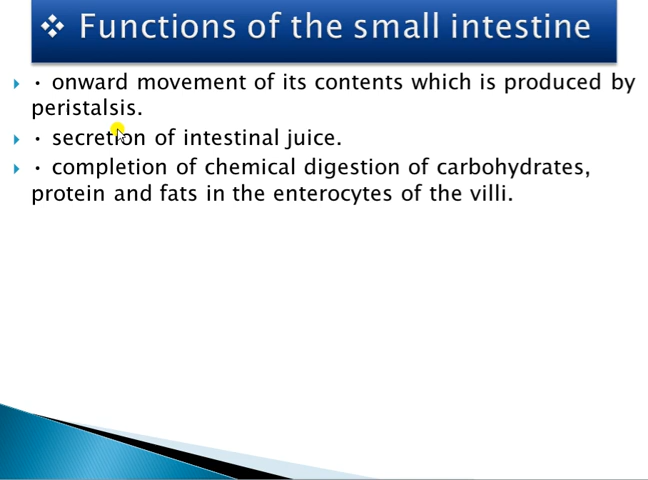 ❖ Functions of the small intestine
• onward movement of its contents which is produced by
peristalsis.
• secretion of intestinal juice.
• completion of chemical digestion of carbohydrates,
protein and fats in the enterocytes of the villi.